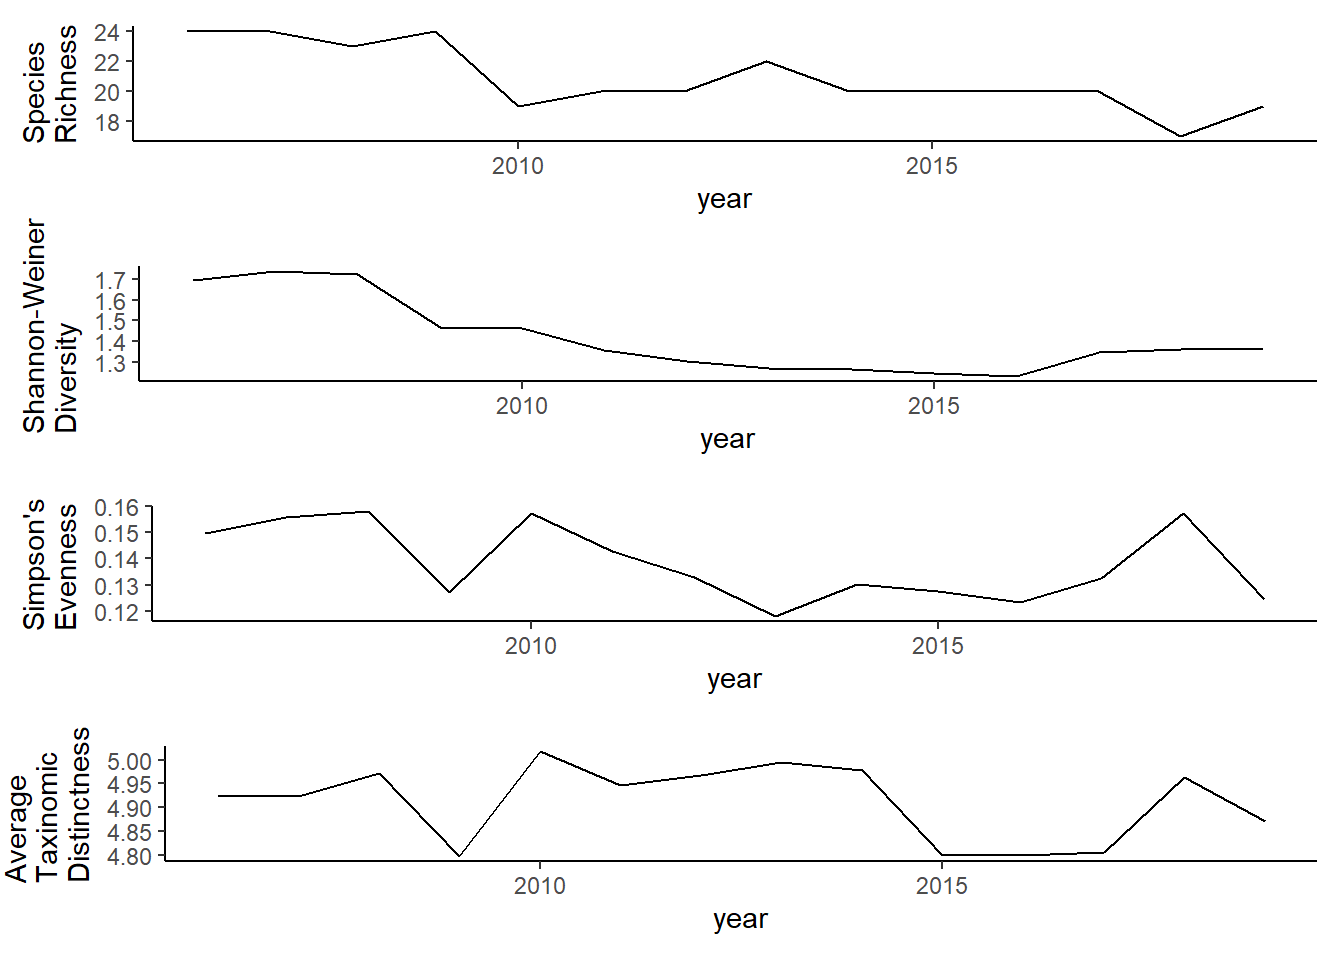 Species
Richness
24
22
20
18
2010
2015
year
Shannon-Weiner
Diversity
1.7
1.6
1.5
1.4
1.3
2010
2015
year
Simpson's
Evenness
0.16
0.15
0.14
0.13
0.12
2010
2015
year
Average
Taxinomic
Distinctness
5.00
4.95
4.90
4.85
4.80
2010
2015
year